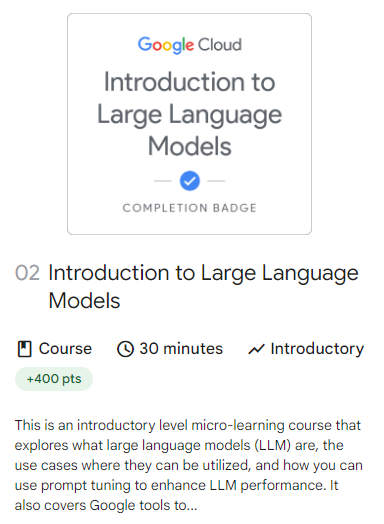 Google Cloud
Introduction to
Large Language
Models
COMPLETION BADGE
02 Introduction to Large Language
Models
Course 30 minutes Introductory
+400 pts
This is an introductory level micro-learning course that
explores what large language models (LLM) are, the
use cases where they can be utilized, and how you can
use prompt tuning to enhance LLM performance. It
also covers Google tools to...